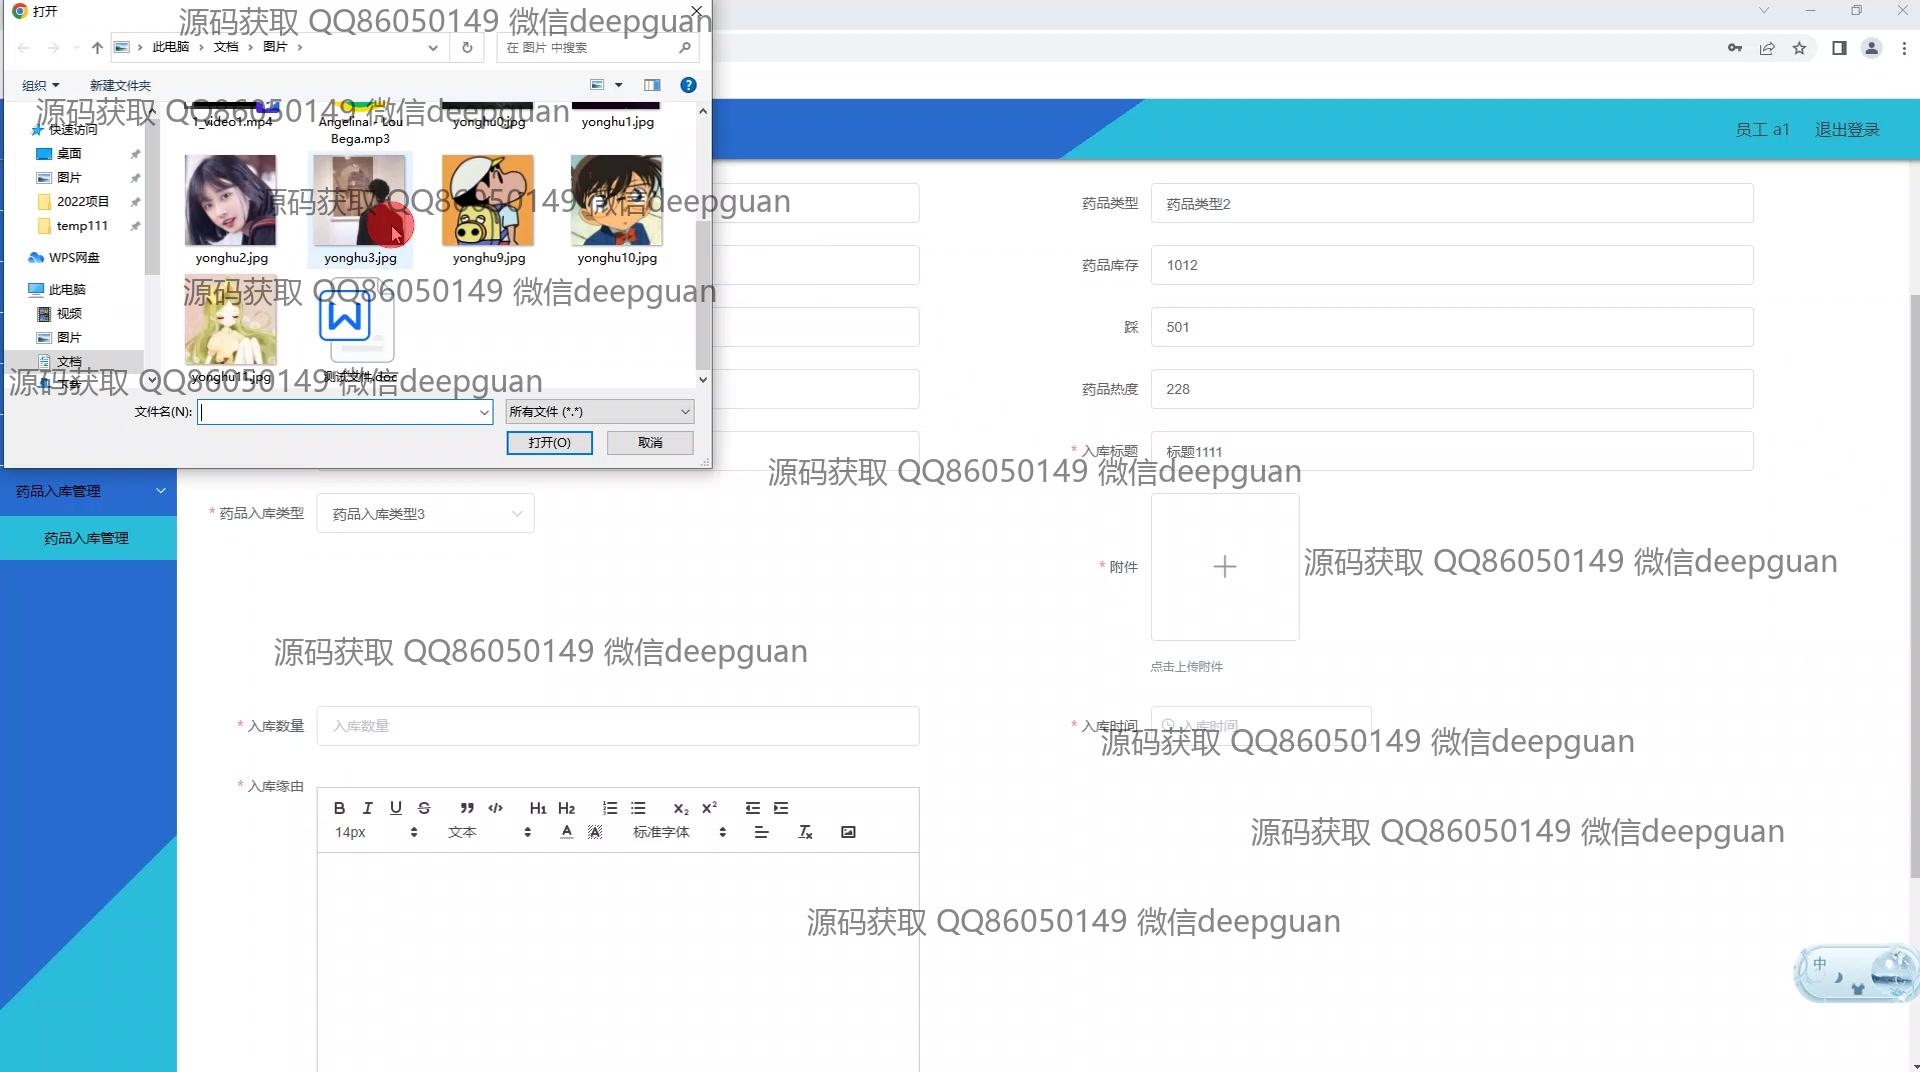 打开
源码获取 QQ86050149 微信deepguan
此电脑 文档 图片
在 图片 中搜索
组织 新建文件夹
源码获取 QQ86050149 微信deepguan
快速访问
桌面
图片
2022项目
temp111
WPS网盘
此电脑
视频
图片
文档
下载
1_video1.mp4
Angelina - Lou Bega.mp3
yonghu0.jpg
yonghu1.jpg
源码获取 QQ86050149 微信deepguan
yonghu2.jpg
yonghu3.jpg
yonghu9.jpg
yonghu10.jpg
源码获取 QQ86050149 微信deepguan
yonghu11.jpg
测试文件.doc
源码获取 QQ86050149 微信deepguan
文件名(N):
所有文件 (*.*)
打开(O)
取消
员工 a1
退出登录
药品类型
药品类型2
药品库存
1012
踩
501
药品热度
228
* 入库标题
标题1111
源码获取 QQ86050149 微信deepguan
药品入库管理
药品入库管理
* 药品入库类型
药品入库类型3
* 附件
点击上传附件
源码获取 QQ86050149 微信deepguan
源码获取 QQ86050149 微信deepguan
* 入库数量
入库数量
* 入库时间
入库时间
源码获取 QQ86050149 微信deepguan
* 入库缘由
B I U S ” </> H1 H2 x2 x2
14px 文本 A A 标准字体 Tx
源码获取 QQ86050149 微信deepguan
源码获取 QQ86050149 微信deepguan
中